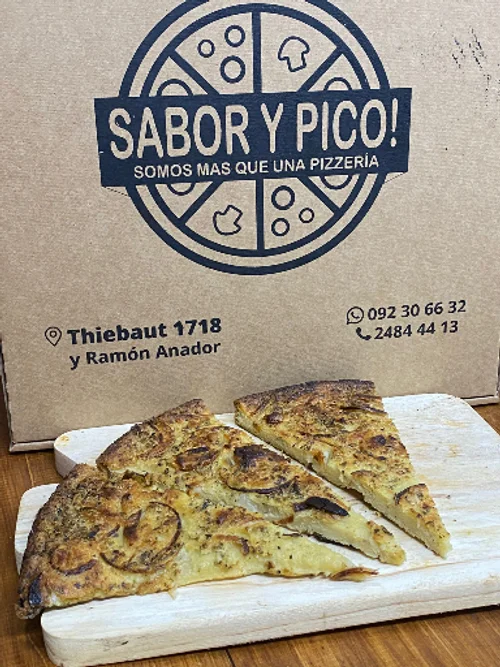 SABOR Y PICO!
SOMOS MAS QUE UNA PIZZERÍA
Thiebaut 1718
y Ramón Anador
092 30 66 32
2484 44 13